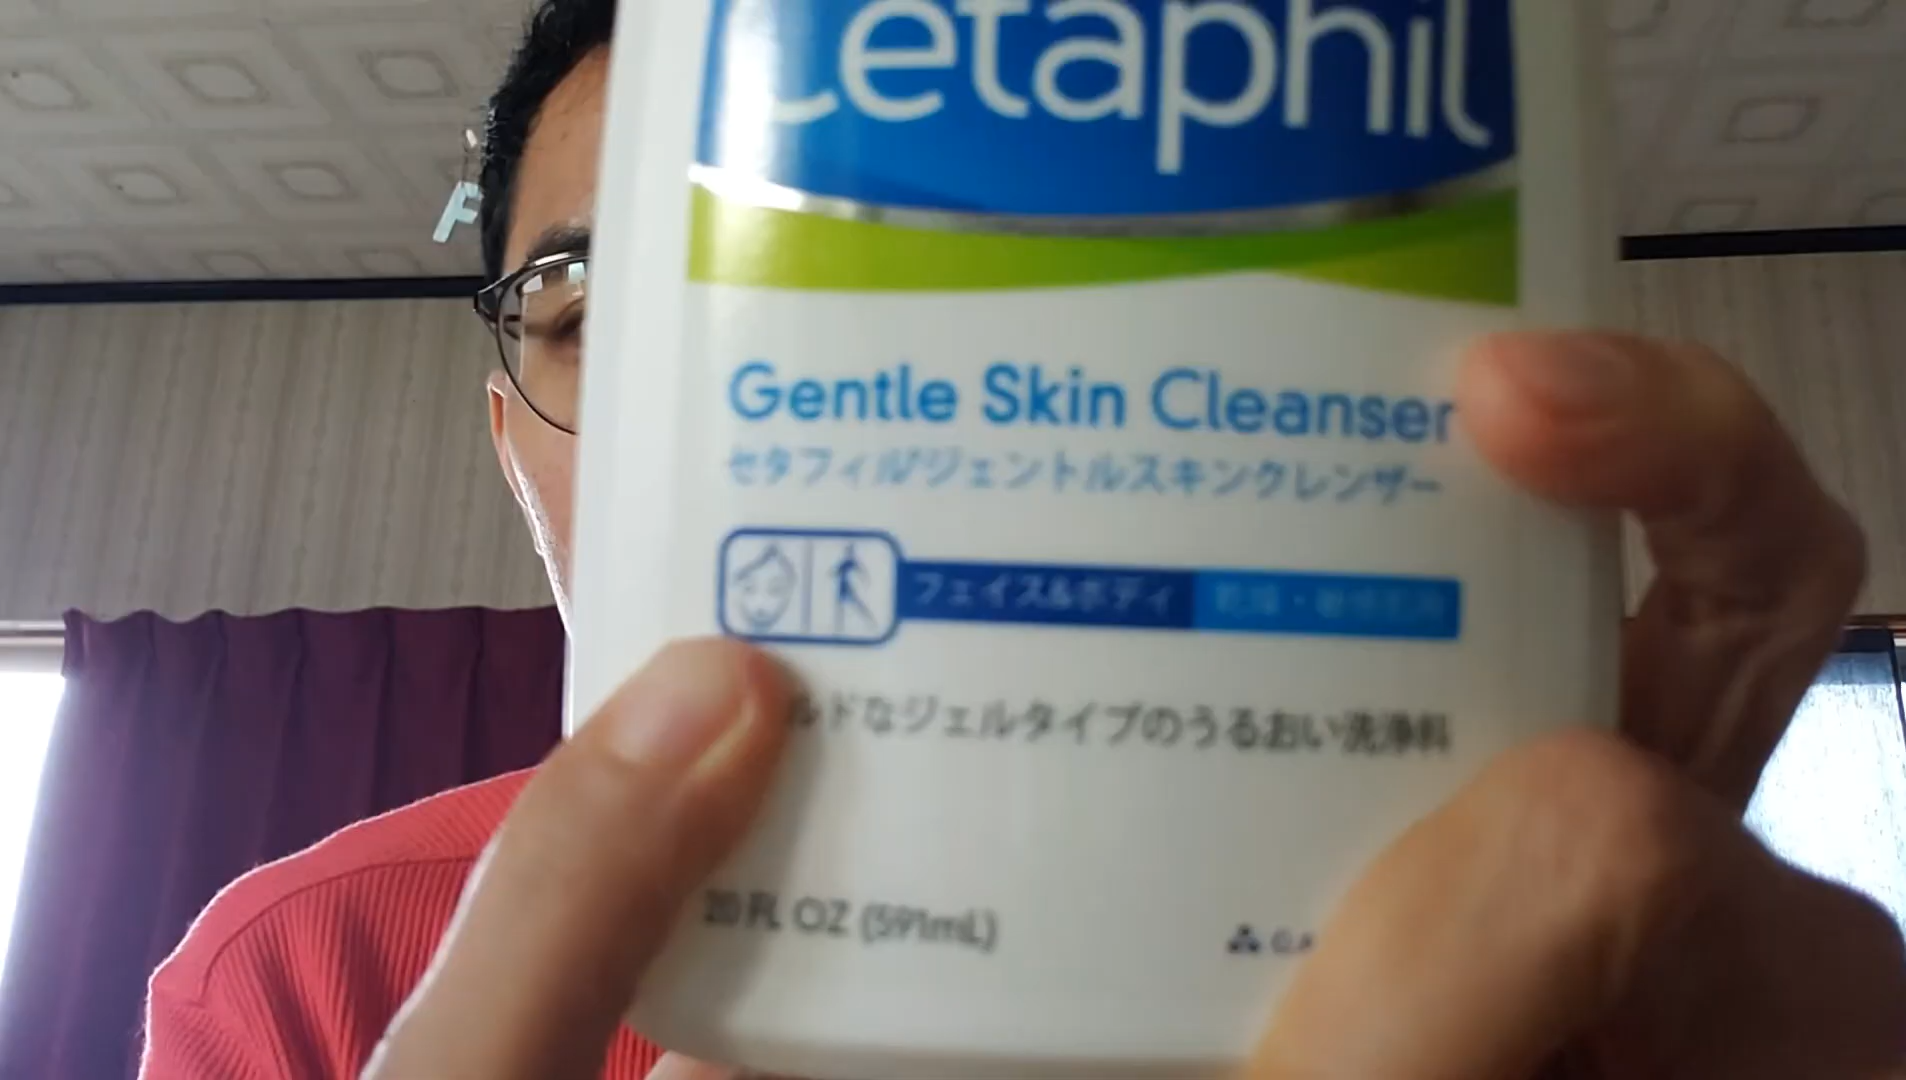 Cetaphil
Gentle Skin Cleanser
セタフィル ジェントルスキンクレンザー
フェイス&ボディ
ルドなジェルタイプのうるおい洗浄料
20 FL OZ (591mL)
F